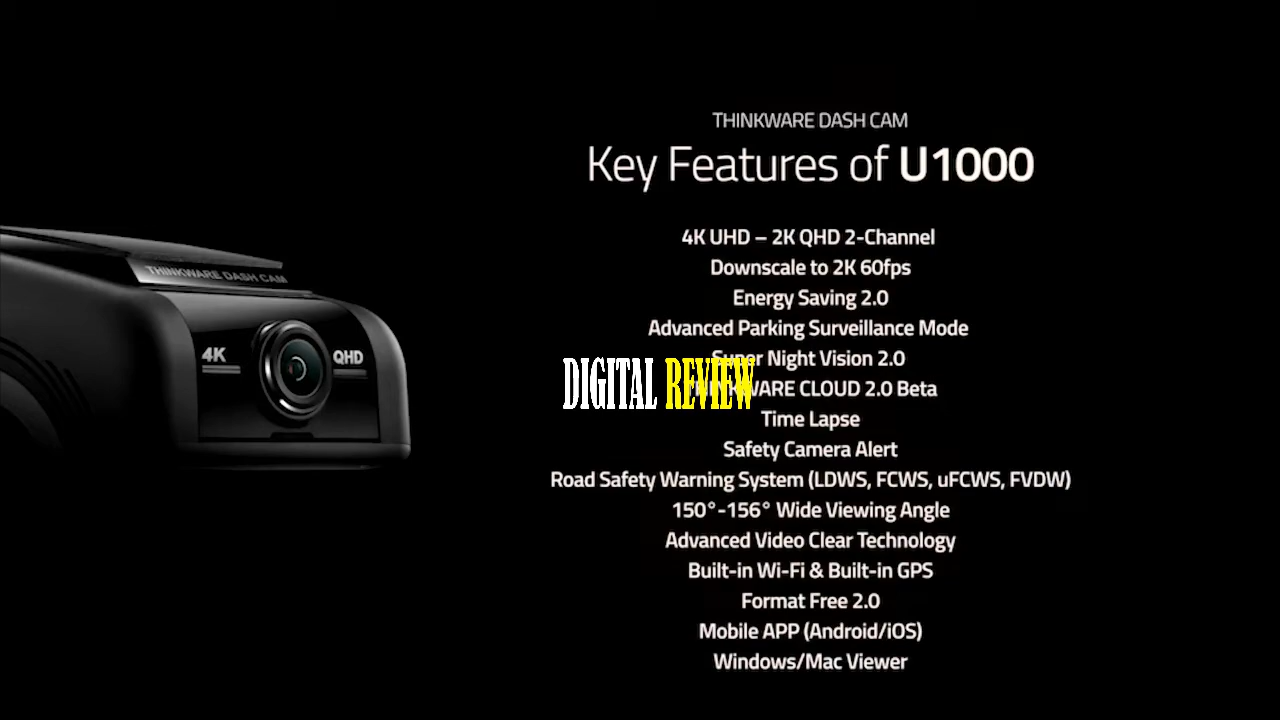 THINKWARE DASH CAM
Key Features of U1000
4K UHD – 2K QHD 2-Channel
Downscale to 2K 60fps
Energy Saving 2.0
Advanced Parking Surveillance Mode
Super Night Vision 2.0
THINKWARE CLOUD 2.0 Beta
Time Lapse
Safety Camera Alert
Road Safety Warning System (LDWS, FCWS, uFCWS, FVDW)
150°-156° Wide Viewing Angle
Advanced Video Clear Technology
Built-in Wi-Fi & Built-in GPS
Format Free 2.0
Mobile APP (Android/iOS)
Windows/Mac Viewer
THINKWARE DASH CAM
4K QHD
DIGITAL REVIEW